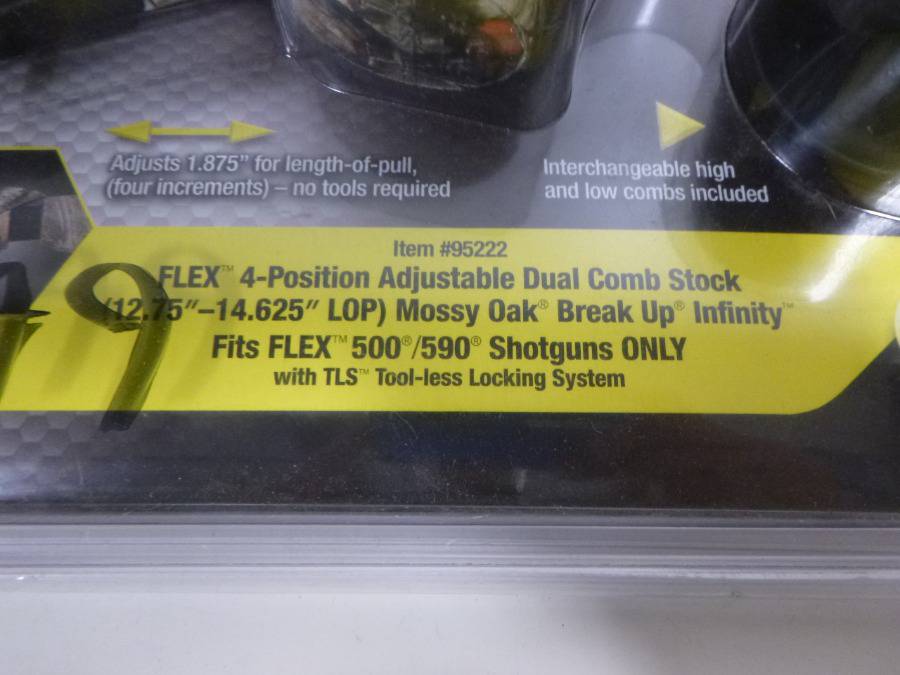 Adjusts 1.875” for length-of-pull,
(four increments) – no tools required
Interchangeable high
and low combs included
Item #95222
FLEX™ 4-Position Adjustable Dual Comb Stock
(12.75”–14.625” LOP) Mossy Oak® Break Up® Infinity™
Fits FLEX™ 500®/590® Shotguns ONLY
with TLS™ Tool-less Locking System
9